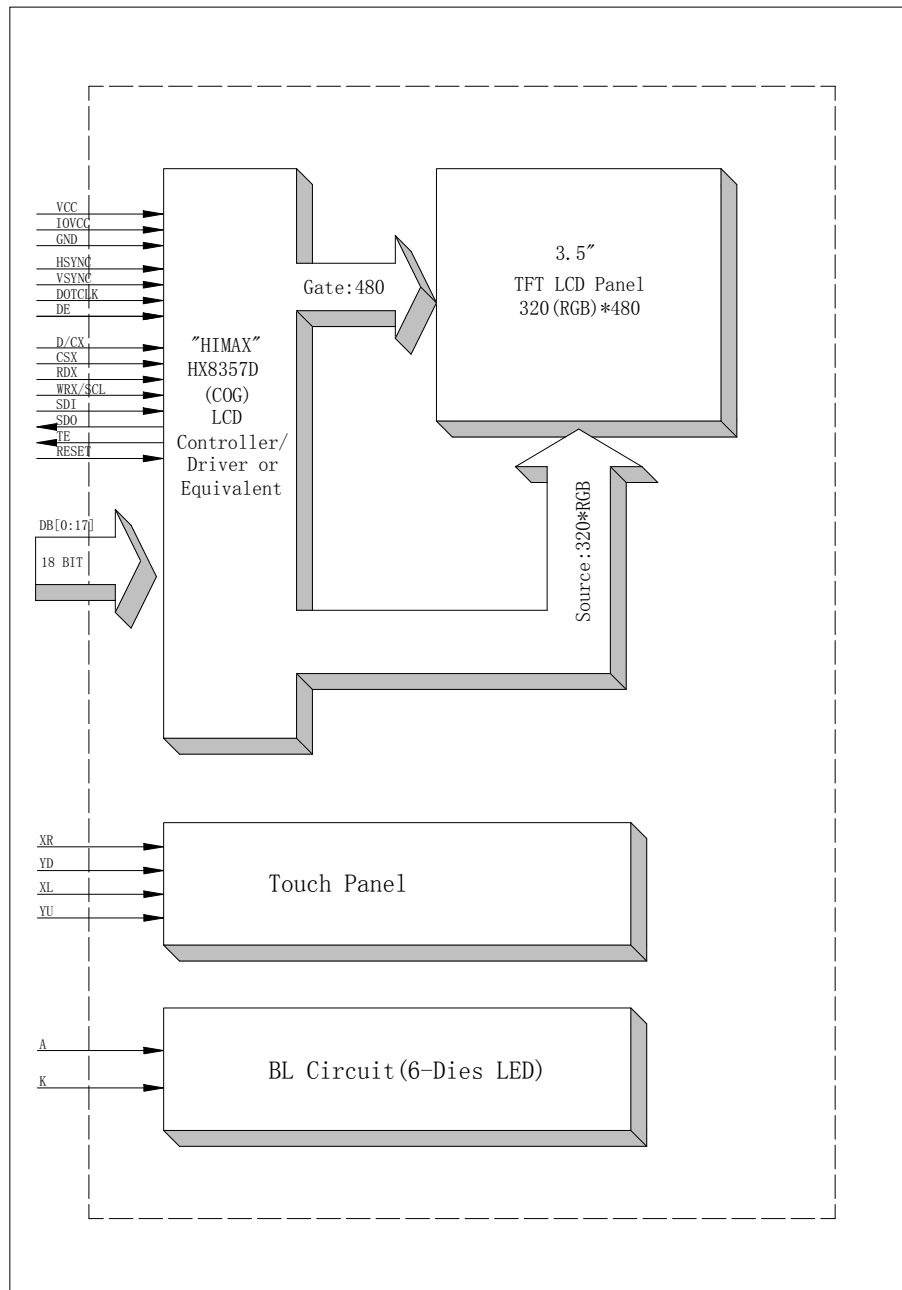 VCC
IOVCC
GND
HSYNC
VSYNC
DOTCLK
DE
D/CX
CSX
RDX
WRX/SCL
SDI
SDO
TE
RESET
DB[0:17]
18 BIT
"HIMAX"
HX8357D
(COG)
LCD
Controller/
Driver or
Equivalent
Gate:480
3.5"
TFT LCD Panel
320(RGB)*480
Source:320*RGB
XR
YD
XL
YU
Touch Panel
A
K
BL Circuit(6-Dies LED)